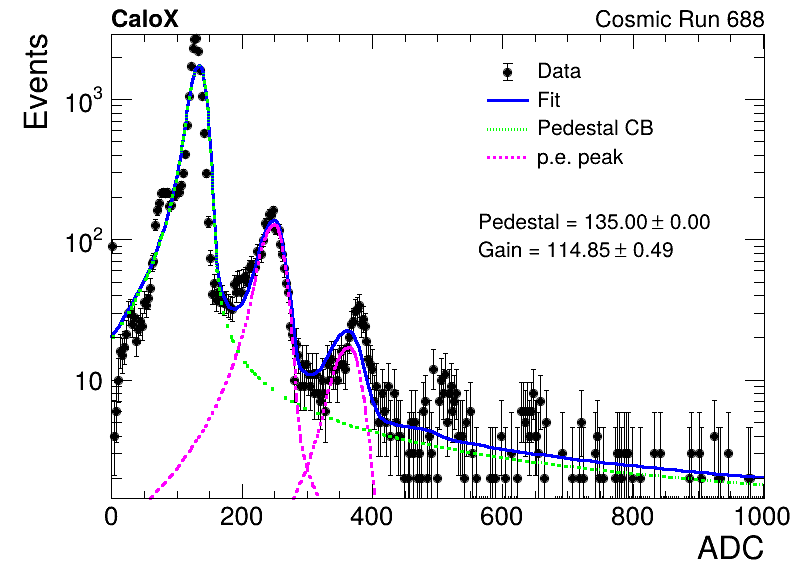 CaloX Cosmic Run 688
Events
Data
Fit
Pedestal CB
p.e. peak
Pedestal = 135.00 ± 0.00
Gain = 114.85 ± 0.49
10³
10²
10
0 200 400 600 800 1000
ADC